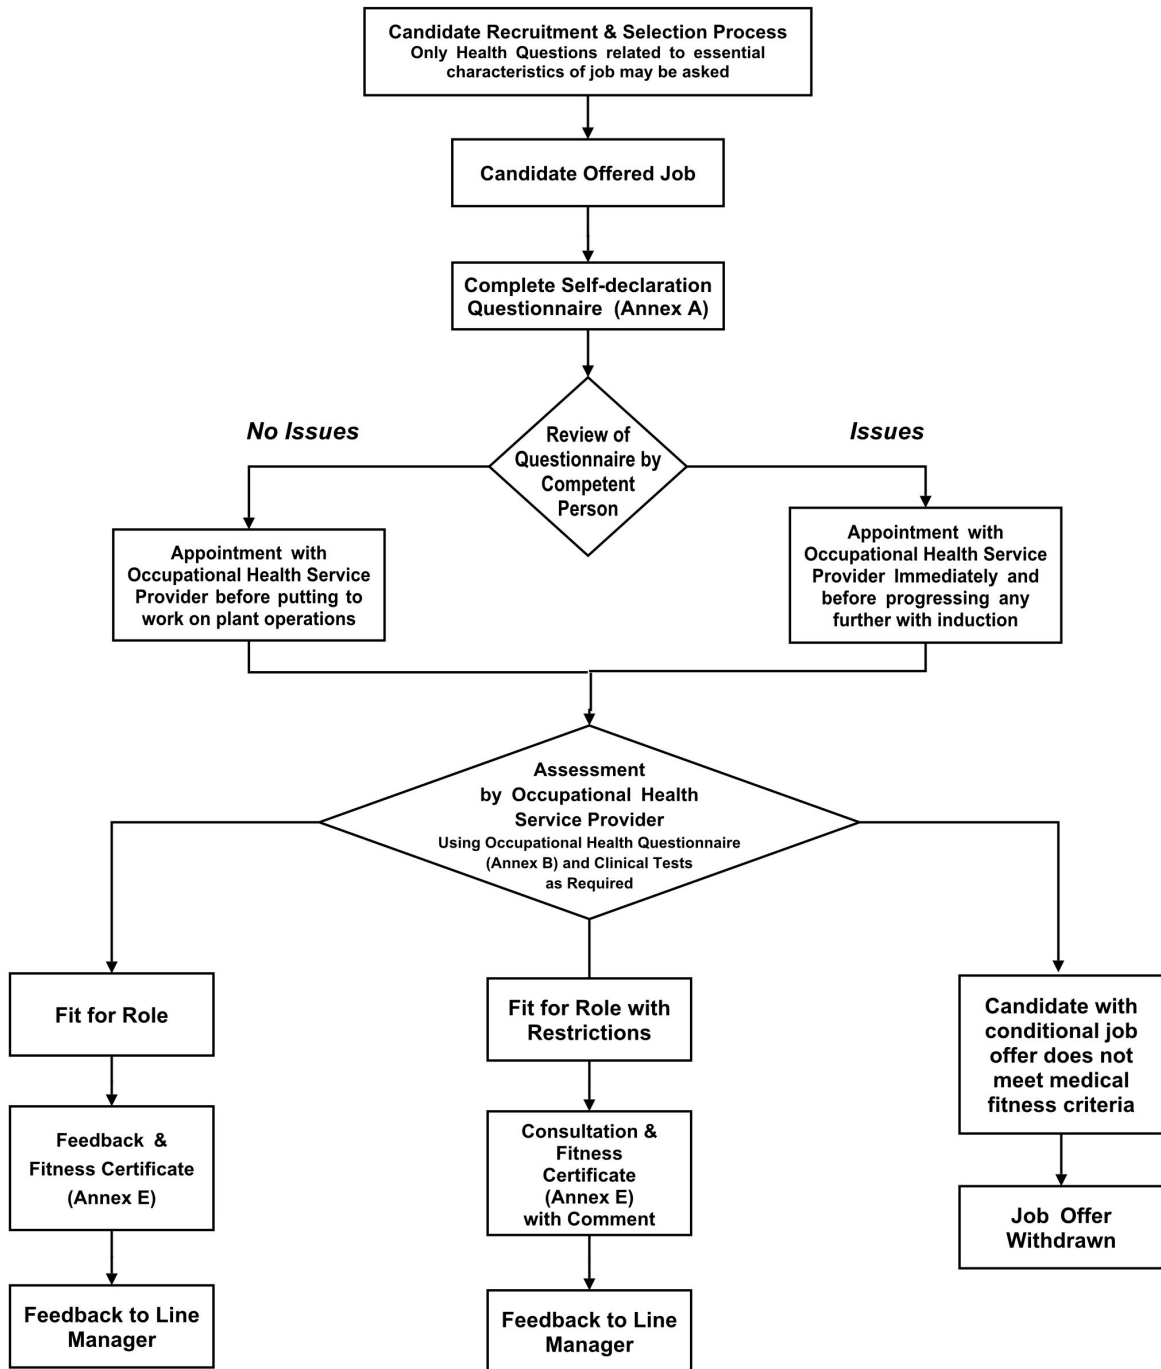 Candidate Recruitment & Selection Process
Only Health Questions related to essential
characteristics of job may be asked
Candidate Offered Job
Complete Self-declaration
Questionnaire (Annex A)
No Issues
Issues
Review of
Questionnaire by
Competent
Person
Appointment with
Occupational Health Service
Provider before putting to
work on plant operations
Appointment with
Occupational Health Service
Provider Immediately and
before progressing any
further with induction
Assessment
by Occupational Health
Service Provider
Using Occupational Health Questionnaire
(Annex B) and Clinical Tests
as Required
Fit for Role
Fit for Role with
Restrictions
Candidate with
conditional job
offer does not
meet medical
fitness criteria
Feedback &
Fitness Certificate
(Annex E)
Consultation &
Fitness
Certificate
(Annex E)
with Comment
Job Offer
Withdrawn
Feedback to Line
Manager
Feedback to Line
Manager